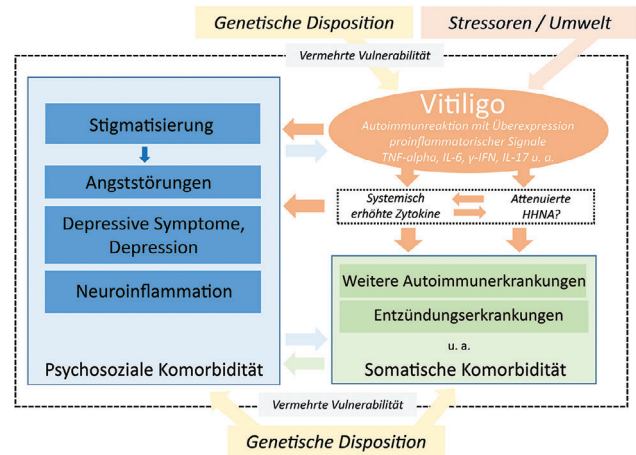 Genetische Disposition
Stressoren / Umwelt
Vermehrte Vulnerabilität
Stigmatisierung
Angststörungen
Depressive Symptome,
Depression
Neuroinflammation
Psychosoziale Komorbidität
Vitiligo
Autoimmunreaktion mit Überexpression
proinflammatorischer Signale
TNF-alpha, IL-6, γ-IFN, IL-17 u. a.
Systemisch
erhöhte Zytokine
Attenuierte
HHNA?
Weitere Autoimmunerkrankungen
Entzündungserkrankungen
u. a.
Somatische Komorbidität
Vermehrte Vulnerabilität
Genetische Disposition